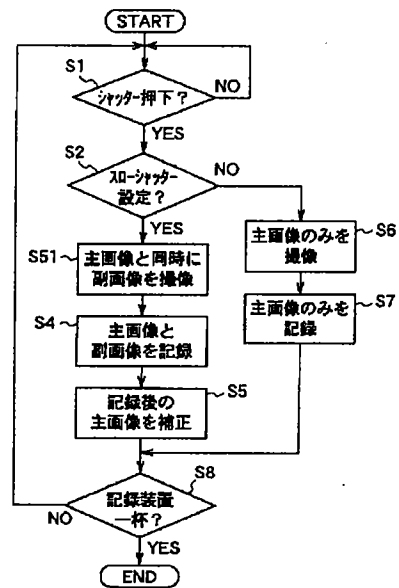 START
S1
シャッター押下？
NO
YES
S2
スローシャッター
設定？
NO
YES
S51
主画像と同時に
副画像を撮像
主画像のみを
撮像
S6
S4
主画像と
副画像を記録
主画像のみを
記録
S7
記録後の
主画像を補正
S5
S8
記録装置
一杯？
NO
YES
END